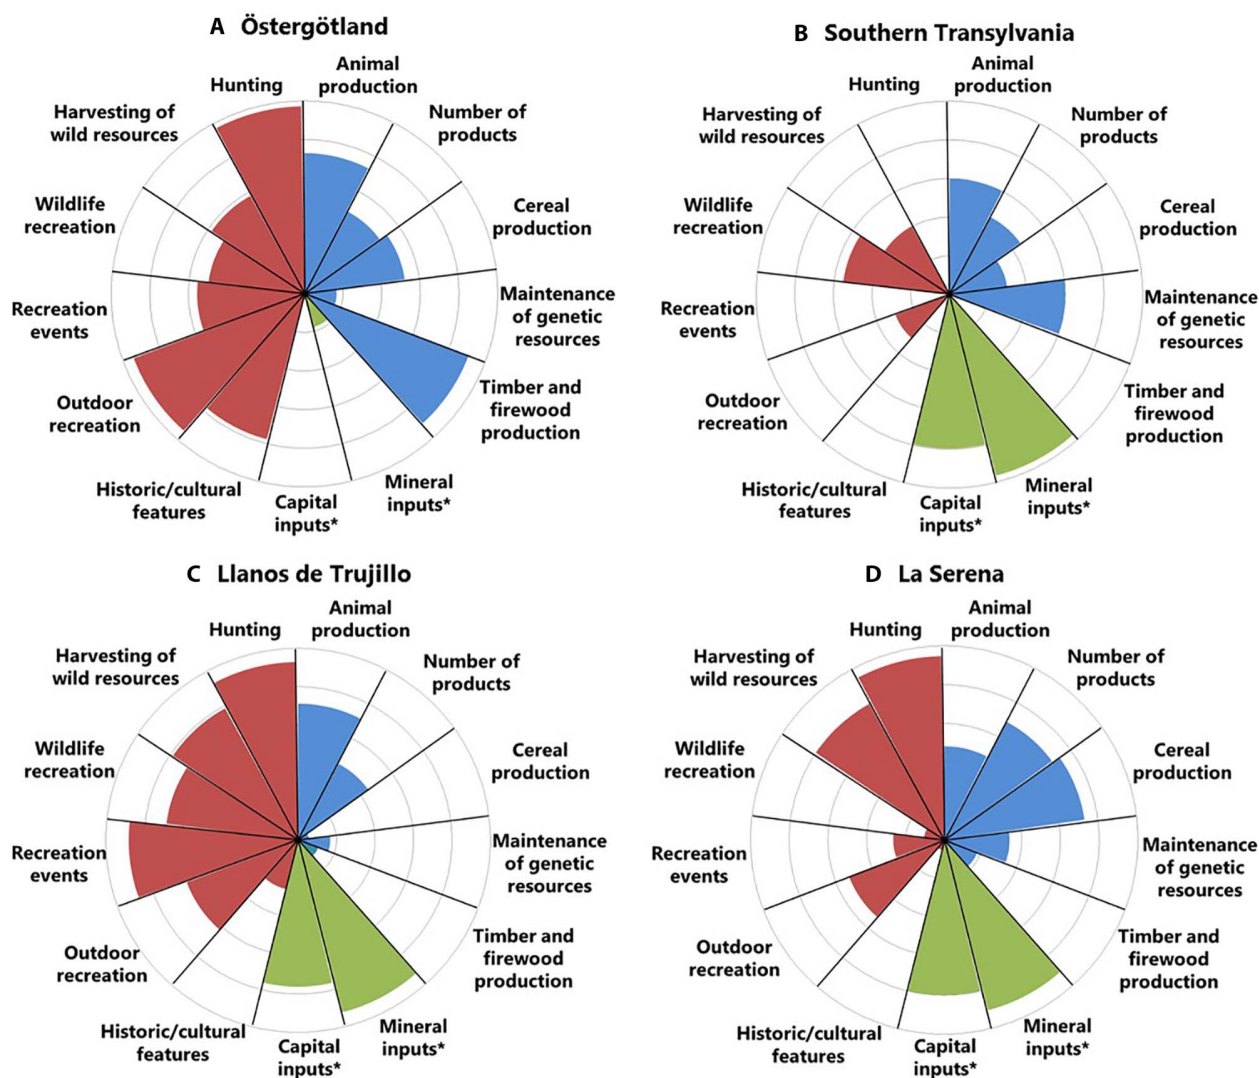 A Östergötland
Animal
production
Hunting
Number of
products
Harvesting of
wild resources
Cereal
production
Wildlife
recreation
Maintenance
of genetic
resources
Recreation
events
Timber and
firewood
production
Outdoor
recreation
Mineral
inputs*
Historic/cultural
features
Capital
inputs*
B Southern Transylvania
Animal
production
Hunting
Number of
products
Harvesting of
wild resources
Cereal
production
Wildlife
recreation
Maintenance
of genetic
resources
Recreation
events
Timber and
firewood
production
Outdoor
recreation
Mineral
inputs*
Historic/cultural
features
Capital
inputs*
C Llanos de Trujillo
Animal
production
Hunting
Number of
products
Harvesting of
wild resources
Cereal
production
Wildlife
recreation
Maintenance
of genetic
resources
Recreation
events
Timber and
firewood
production
Outdoor
recreation
Mineral
inputs*
Historic/cultural
features
Capital
inputs*
D La Serena
Animal
production
Hunting
Number of
products
Harvesting of
wild resources
Cereal
production
Wildlife
recreation
Maintenance
of genetic
resources
Recreation
events
Timber and
firewood
production
Outdoor
recreation
Mineral
inputs*
Historic/cultural
features
Capital
inputs*